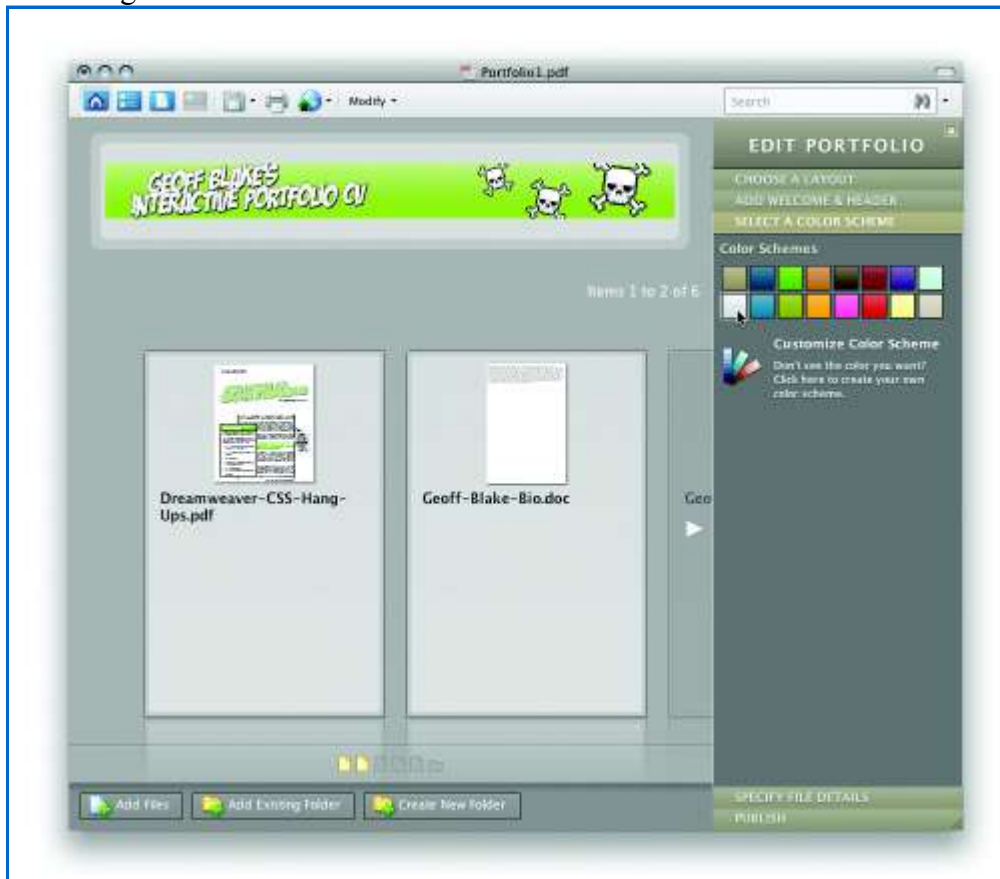 Portfolio1.pdf
Modify
Search
EDIT PORTFOLIO
CHOOSE A LAYOUT
ADD WELCOME & HEADER
SELECT A COLOR SCHEME
Color Schemes
Customize Color Scheme
Don't see the color you want?
Click here to create your own
color scheme.
GEOFF BLAKE'S
INTERACTIVE PORTFOLIO CV
Items 1 to 2 of 6
Dreamweaver-CSS-Hang-
Ups.pdf
Geoff-Blake-Bio.doc
Geo
Add Files
Add Existing Folder
Create New Folder
SPECIFY FILE DETAILS
PUBLISH